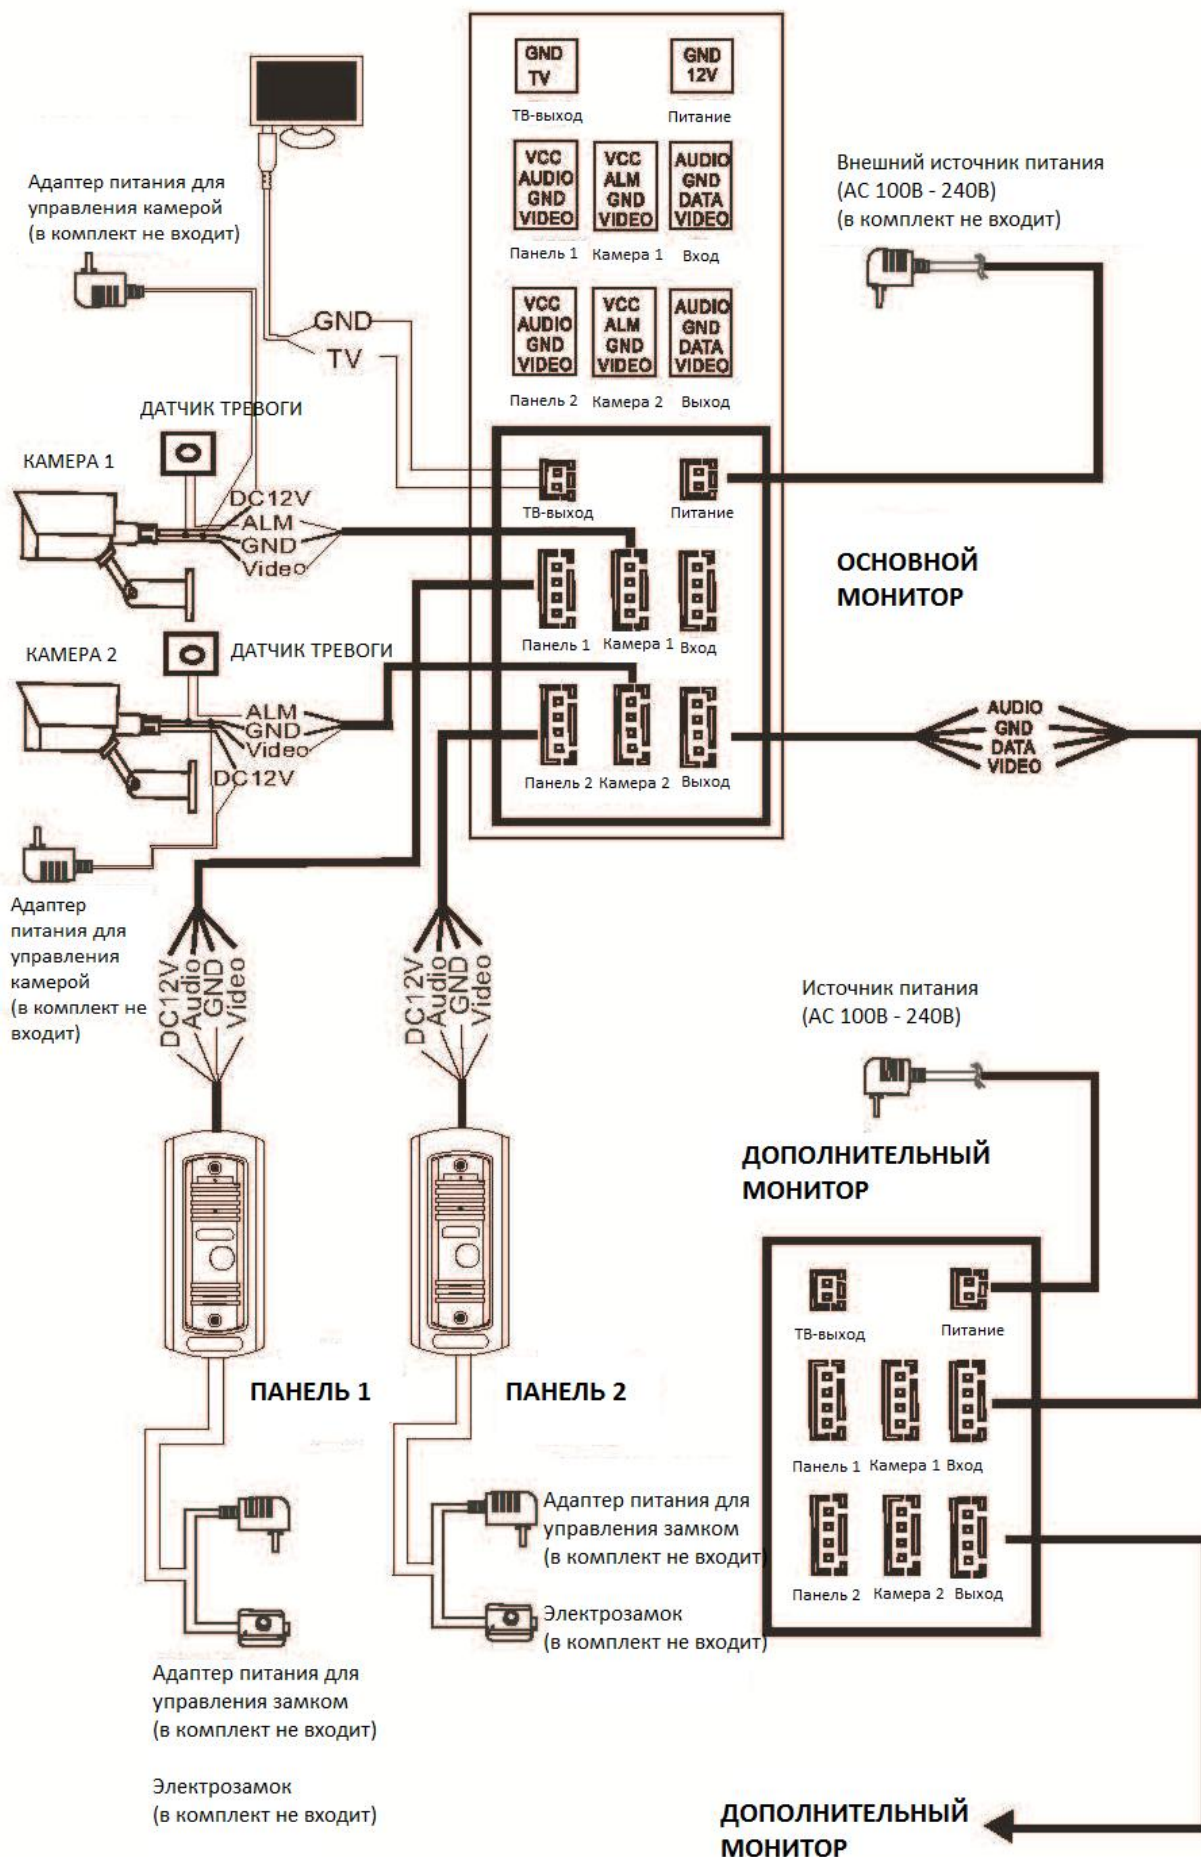 GND
TV
ТВ-выход
GND
12V
Питание
VCC
AUDIO
GND
VIDEO
Панель 1
VCC
ALM
GND
VIDEO
Камера 1
AUDIO
GND
DATA
VIDEO
Вход
VCC
AUDIO
GND
VIDEO
Панель 2
VCC
ALM
GND
VIDEO
Камера 2
AUDIO
GND
DATA
VIDEO
Выход
Внешний источник питания
(АС 100В - 240В)
(в комплект не входит)
Адаптер питания для
управления камерой
(в комплект не входит)
GND
TV
ДАТЧИК ТРЕВОГИ
КАМЕРА 1
DC12V
ALM
GND
Video
ТВ-выход
Питание
Панель 1
Камера 1
Вход
Панель 2
Камера 2
Выход
ОСНОВНОЙ
МОНИТОР
КАМЕРА 2
ДАТЧИК ТРЕВОГИ
ALM
GND
Video
DC12V
AUDIO
GND
DATA
VIDEO
Адаптер
питания для
управления
камерой
(в комплект не
входит)
DC12V
Audio
GND
Video
DC12V
Audio
GND
Video
Источник питания
(АС 100В - 240В)
ДОПОЛНИТЕЛЬНЫЙ
МОНИТОР
ТВ-выход
Питание
Панель 1
Камера 1
Вход
Панель 2
Камера 2
Выход
ПАНЕЛЬ 1
ПАНЕЛЬ 2
Адаптер питания для
управления замком
(в комплект не входит)
Электрозамок
(в комплект не входит)
Адаптер питания для
управления замком
(в комплект не входит)
Электрозамок
(в комплект не входит)
ДОПОЛНИТЕЛЬНЫЙ
МОНИТОР